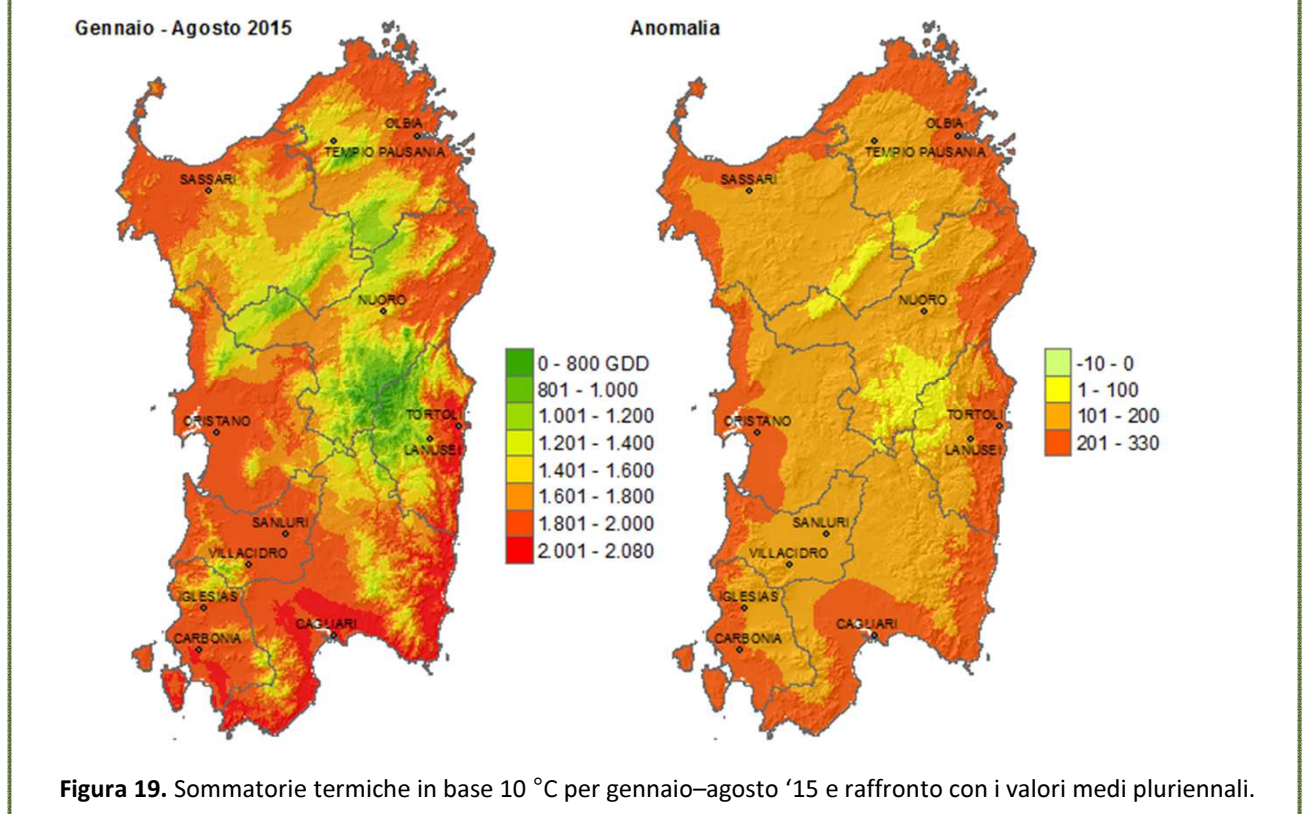 Gennaio - Agosto 2015
OLBIA
TEMPIO PAUSANIA
SASSARI
NUORO
ORISTANO
TORTOLI
LANUSEI
SANLURI
VILLACIDRO
IGLESIAS
CAGLIARI
CARBONIA
0 - 800 GDD
801 - 1.000
1.001 - 1.200
1.201 - 1.400
1.401 - 1.600
1.601 - 1.800
1.801 - 2.000
2.001 - 2.080
Anomalia
OLBIA
TEMPIO PAUSANIA
SASSARI
NUORO
ORISTANO
TORTOLI
LANUSEI
SANLURI
VILLACIDRO
IGLESIAS
CAGLIARI
CARBONIA
-10 - 0
1 - 100
101 - 200
201 - 330
Figura 19. Sommatorie termiche in base 10 °C per gennaio–agosto ‘15 e raffronto con i valori medi pluriennali.